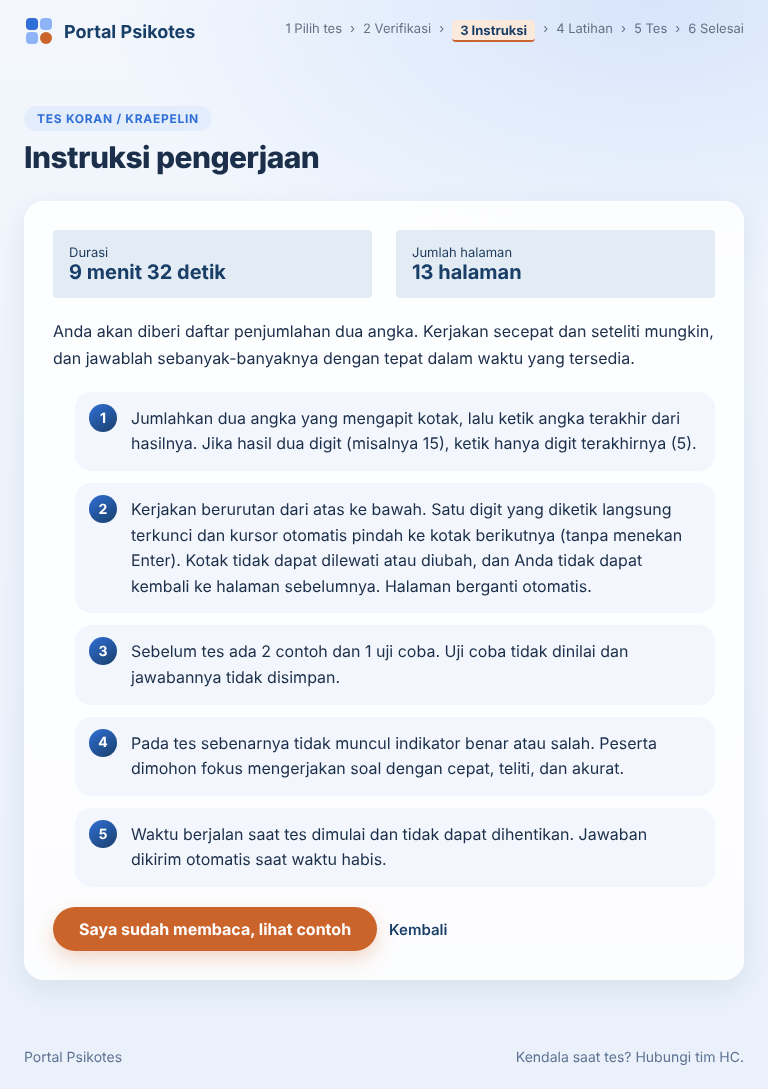 Portal Psikotes
1 Pilih tes › 2 Verifikasi › 3 Instruksi › 4 Latihan › 5 Tes › 6 Selesai
TES KORAN / KRAEPELIN
Instruksi pengerjaan
Durasi
9 menit 32 detik
Jumlah halaman
13 halaman
Anda akan diberi daftar penjumlahan dua angka. Kerjakan secepat dan seteliti mungkin,
dan jawablah sebanyak-banyaknya dengan tepat dalam waktu yang tersedia.
1 Jumlahkan dua angka yang mengapit kotak, lalu ketik angka terakhir dari
hasilnya. Jika hasil dua digit (misalnya 15), ketik hanya digit terakhirnya (5).
2 Kerjakan berurutan dari atas ke bawah. Satu digit yang diketik langsung
terkunci dan kursor otomatis pindah ke kotak berikutnya (tanpa menekan
Enter). Kotak tidak dapat dilewati atau diubah, dan Anda tidak dapat
kembali ke halaman sebelumnya. Halaman berganti otomatis.
3 Sebelum tes ada 2 contoh dan 1 uji coba. Uji coba tidak dinilai dan
jawabannya tidak disimpan.
4 Pada tes sebenarnya tidak muncul indikator benar atau salah. Peserta
dimohon fokus mengerjakan soal dengan cepat, teliti, dan akurat.
5 Waktu berjalan saat tes dimulai dan tidak dapat dihentikan. Jawaban
dikirim otomatis saat waktu habis.
Saya sudah membaca, lihat contoh
Kembali
Portal Psikotes
Kendala saat tes? Hubungi tim HC.